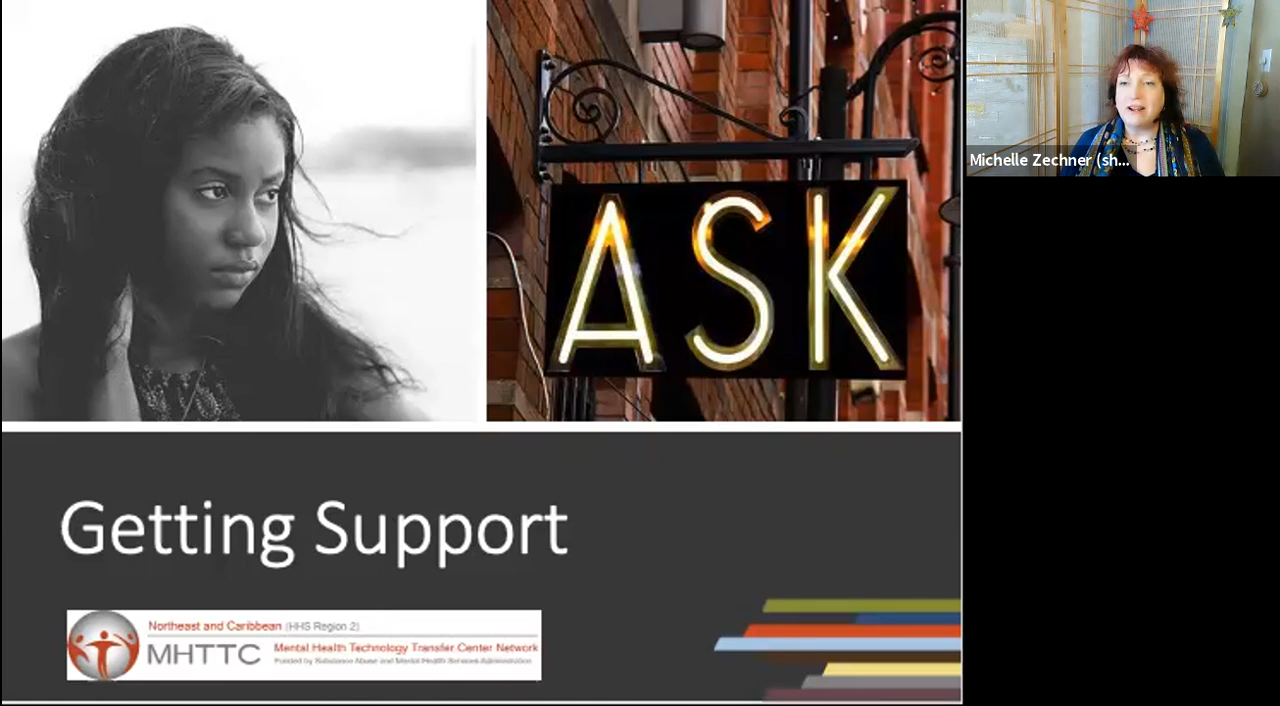 ASK
Michelle Zechner (sh...
Getting Support
Northeast and Caribbean (HHS Region 2)
MHTTC
Mental Health Technology Transfer Center Network
Funded by Substance Abuse and Mental Health Services Administration